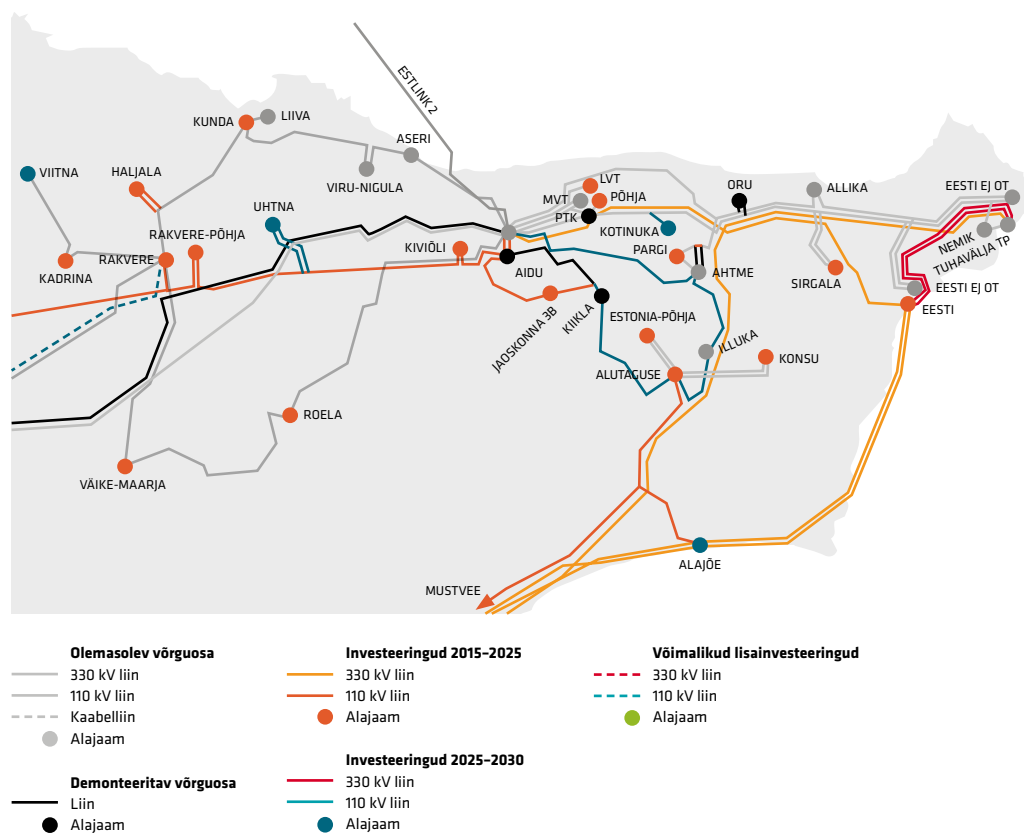 ESTLINK 2
KUNDA
LIIVA
ASERI
VIITNA
HALJALA
VIRU-NIGULA
LVT
MVT
PÕHJA
PTK
ORU
ALLIKA
EESTI EJ OT
UHTNA
KOTINUKA
RAKVERE-PÕHJA
KIVIÕLI
PARGI
NEMIK
TUHAVÄLJA TP
KADRINA
RAKVERE
AIDU
AHTME
SIRGALA
EESTI EJ OT
EESTI
JAOSKONNA 3B
KIIKLA
ESTONIA-PÕHJA
ILLUKA
KONSU
ALUTAGUSE
ROELA
VÄIKE-MAARJA
ALAJÕE
MUSTVEE
Olemasolev võrguosa
330 kV liin
110 kV liin
Kaabelliin
Alajaam
Demonteeritav võrguosa
Liin
Alajaam
Investeeringud 2015–2025
330 kV liin
110 kV liin
Alajaam
Investeeringud 2025–2030
330 kV liin
110 kV liin
Alajaam
Võimalikud lisainvesteeringud
330 kV liin
110 kV liin
Alajaam